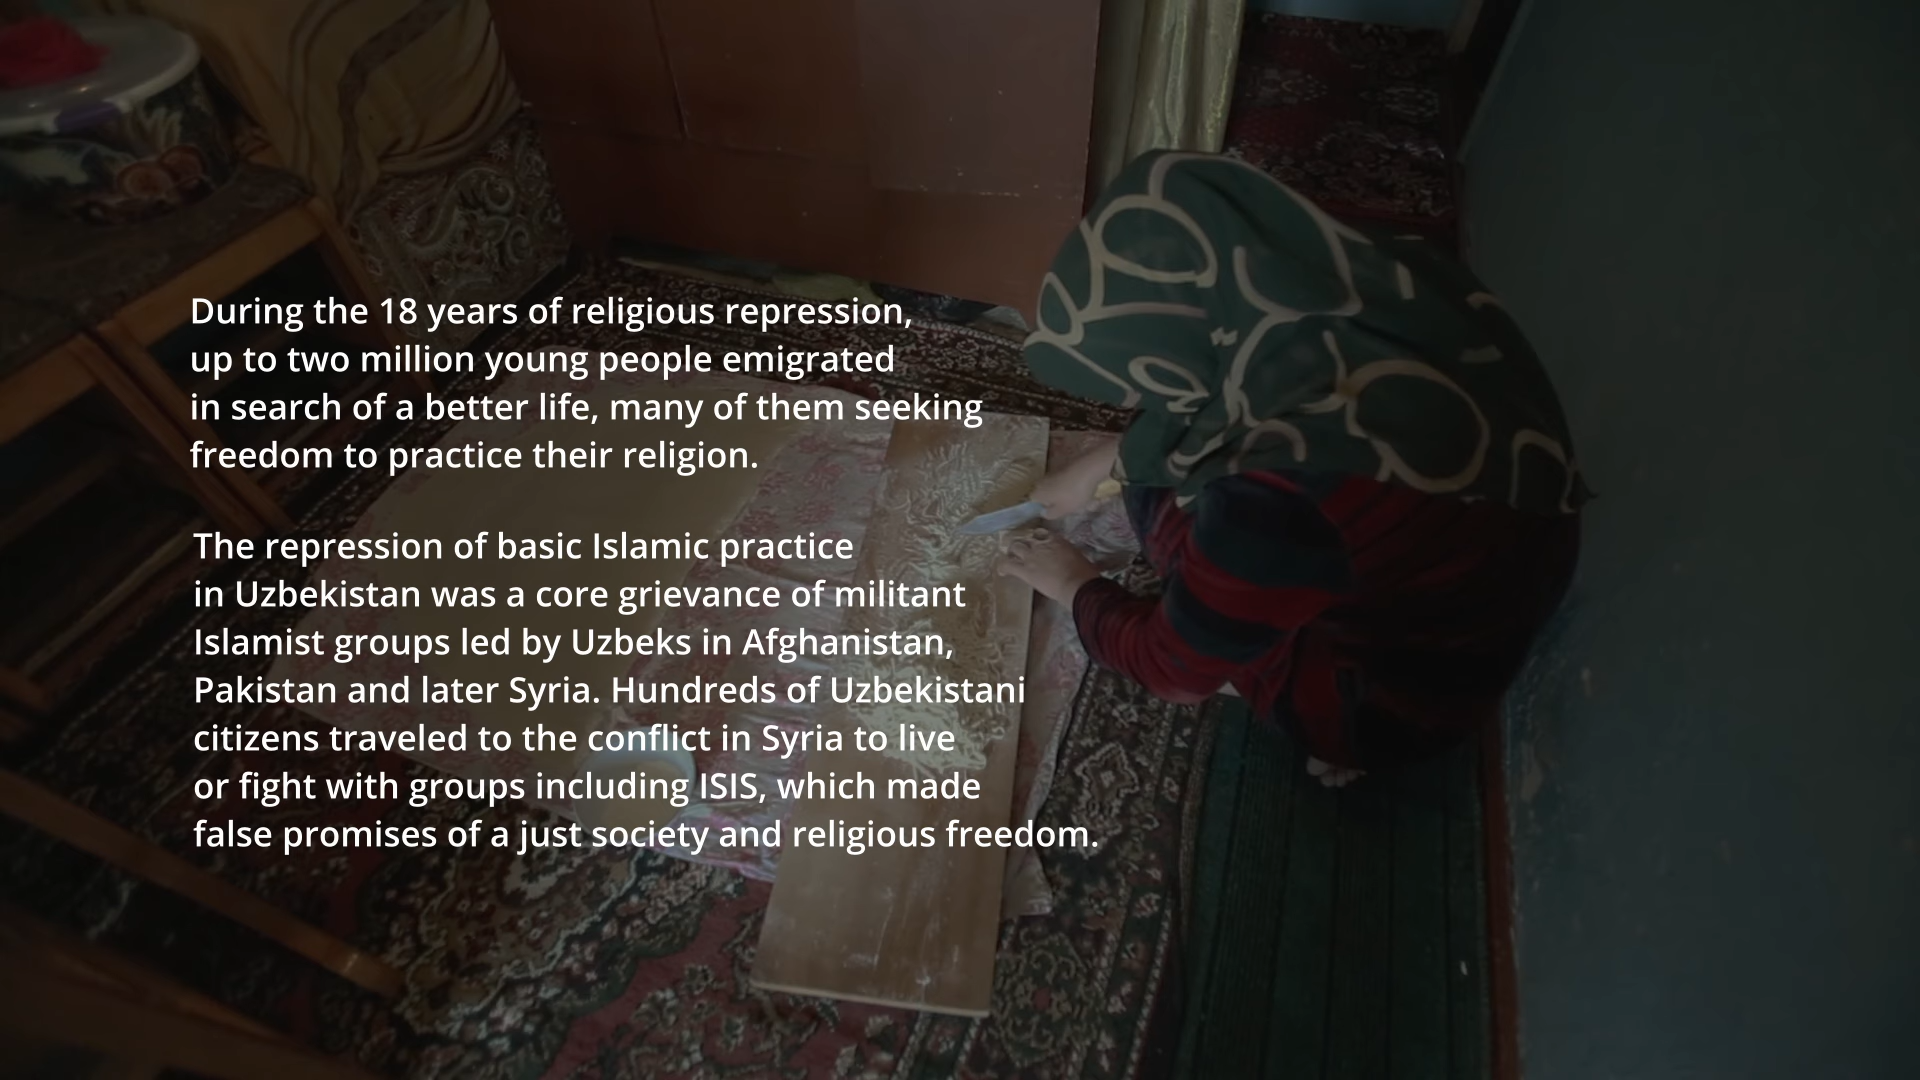 During the 18 years of religious repression,
up to two million young people emigrated
in search of a better life, many of them seeking
freedom to practice their religion.
The repression of basic Islamic practice
in Uzbekistan was a core grievance of militant
Islamist groups led by Uzbeks in Afghanistan,
Pakistan and later Syria. Hundreds of Uzbekistani
citizens traveled to the conflict in Syria to live
or fight with groups including ISIS, which made
false promises of a just society and religious freedom.